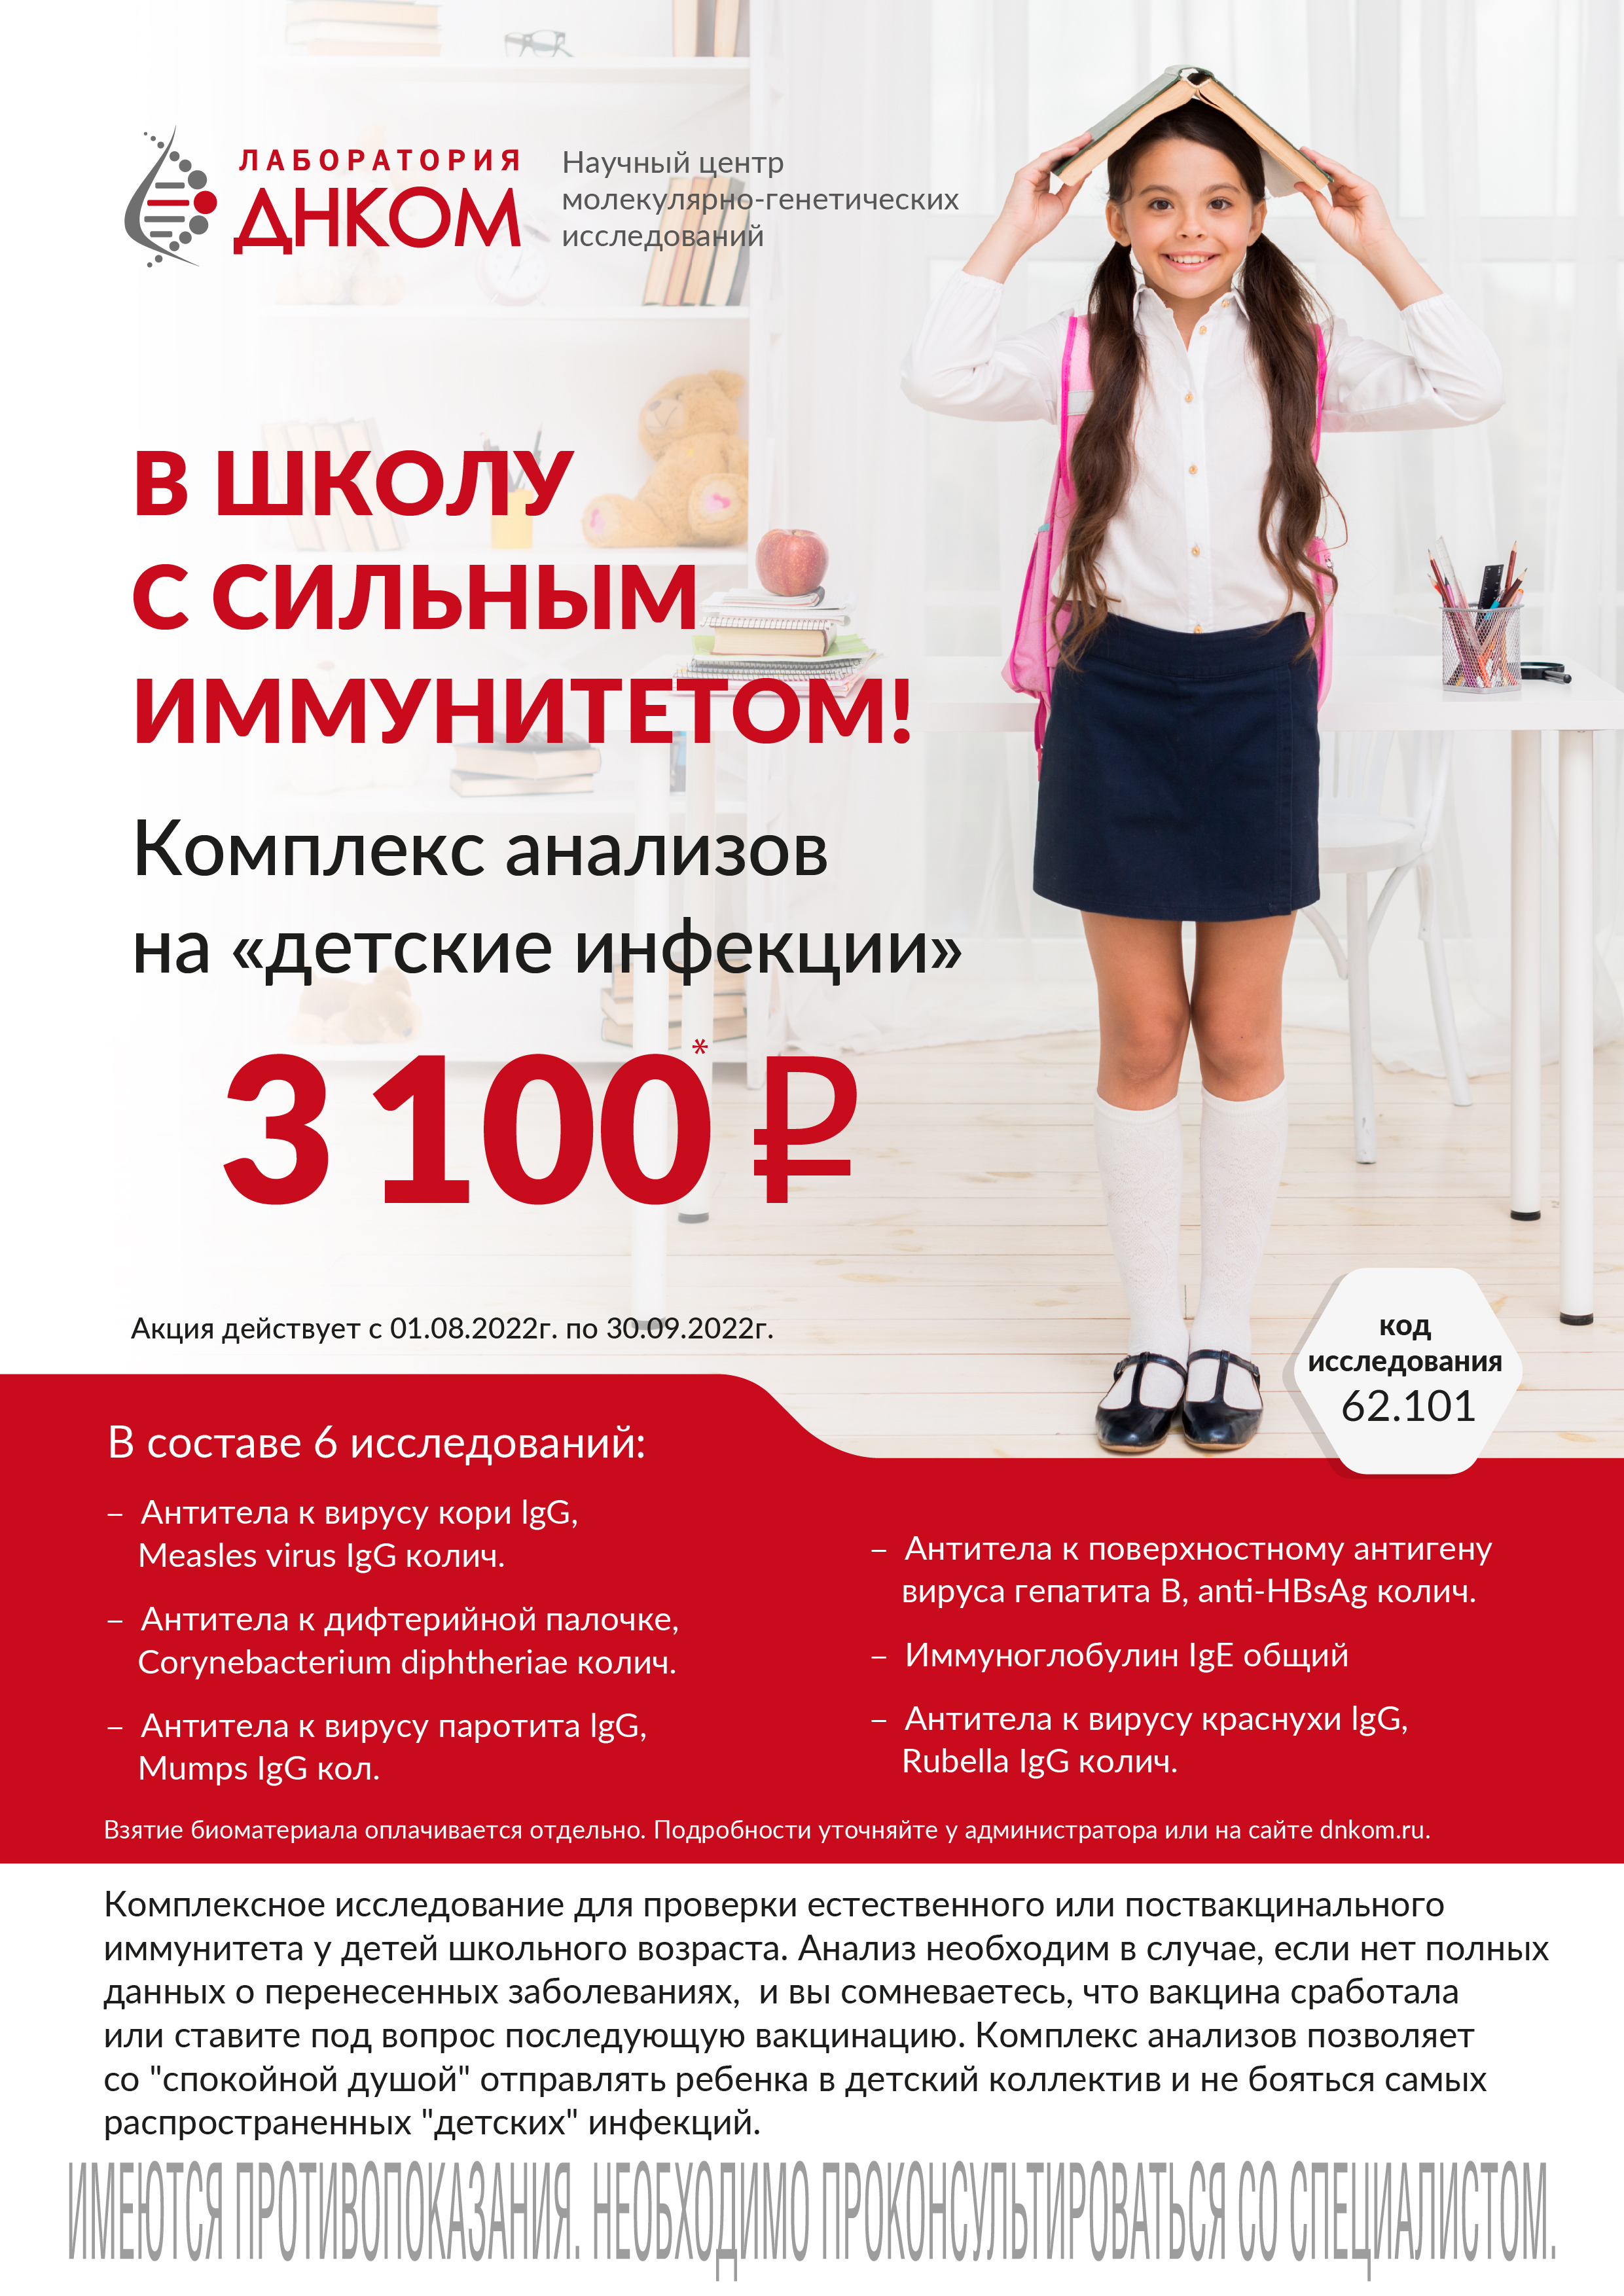 ЛАБОРАТОРИЯ
ДНКОМ
Научный центр
молекулярно-генетических
исследований
В ШКОЛУ
С СИЛЬНЫМ
ИММУНИТЕТОМ!
Комплекс анализов
на «детские инфекции»
3 100* ₽
Акция действует с 01.08.2022г. по 30.09.2022г.
код
исследования
62.101
В составе 6 исследований:
– Антитела к вирусу кори IgG,
Measles virus IgG колич.
– Антитела к дифтерийной палочке,
Corynebacterium diphtheriae колич.
– Антитела к вирусу паротита IgG,
Mumps IgG кол.
– Антитела к поверхностному антигену
вируса гепатита В, anti-HBsAg колич.
– Иммуноглобулин IgE общий
– Антитела к вирусу краснухи IgG,
Rubella IgG колич.
Взятие биоматериала оплачивается отдельно. Подробности уточняйте у администратора или на сайте dnkom.ru.
Комплексное исследование для проверки естественного или поствакцинального
иммунитета у детей школьного возраста. Анализ необходим в случае, если нет полных
данных о перенесенных заболеваниях,  и вы сомневаетесь, что вакцина сработала
или ставите под вопрос последующую вакцинацию. Комплекс анализов позволяет
со "спокойной душой" отправлять ребенка в детский коллектив и не бояться самых
распространенных "детских" инфекций.
ИМЕЮТСЯ ПРОТИВОПОКАЗАНИЯ. НЕОБХОДИМО ПРОКОНСУЛЬТИРОВАТЬСЯ СО СПЕЦИАЛИСТОМ.